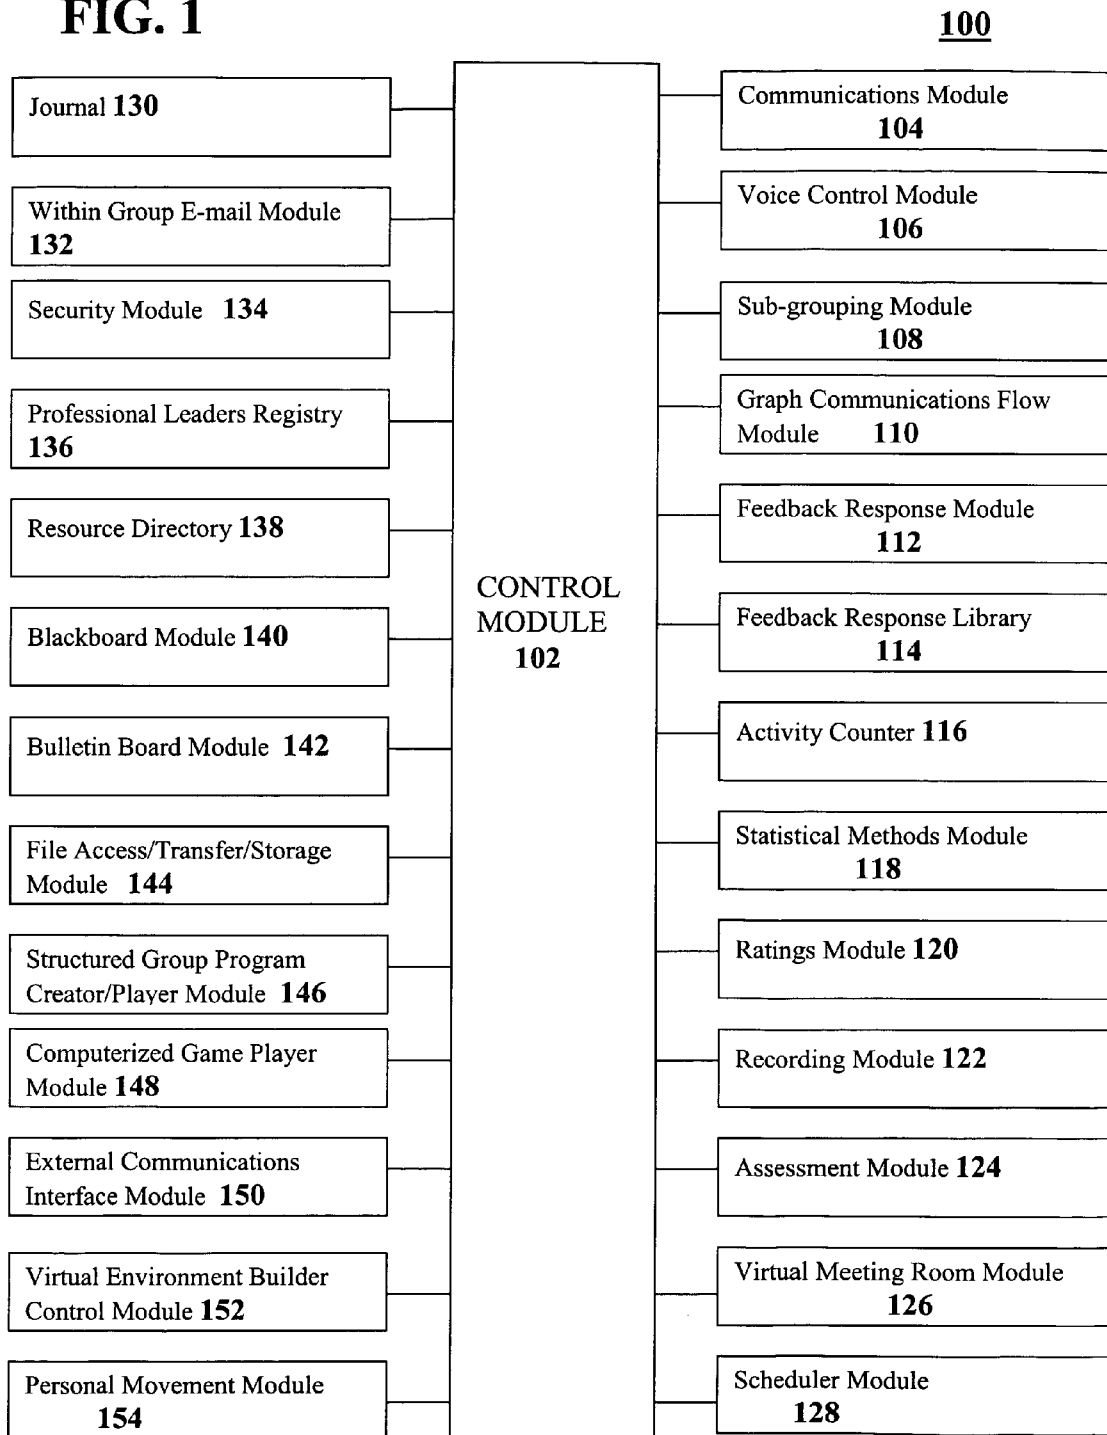 FIG. 1
100
Journal 130
Within Group E-mail Module
132
Security Module 134
Professional Leaders Registry
136
Resource Directory 138
Blackboard Module 140
Bulletin Board Module 142
File Access/Transfer/Storage
Module 144
Structured Group Program
Creator/Player Module 146
Computerized Game Player
Module 148
External Communications
Interface Module 150
Virtual Environment Builder
Control Module 152
Personal Movement Module
154
CONTROL
MODULE
102
Communications Module
104
Voice Control Module
106
Sub-grouping Module
108
Graph Communications Flow
Module 110
Feedback Response Module
112
Feedback Response Library
114
Activity Counter 116
Statistical Methods Module
118
Ratings Module 120
Recording Module 122
Assessment Module 124
Virtual Meeting Room Module
126
Scheduler Module
128